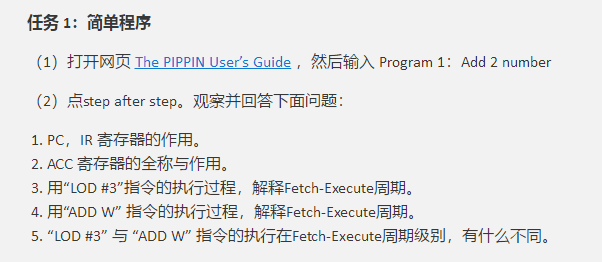 任务 1：简单程序
（1）打开网页 The PIPPIN User's Guide ，然后输入 Program 1：Add 2 number
（2）点step after step。观察并回答下面问题：
1. PC，IR 寄存器的作用。
2. ACC 寄存器的全称与作用。
3. 用“LOD #3”指令的执行过程，解释Fetch-Execute周期。
4. 用“ADD W” 指令的执行过程，解释Fetch-Execute周期。
5. “LOD #3” 与 “ADD W” 指令的执行在Fetch-Execute周期级别，有什么不同。